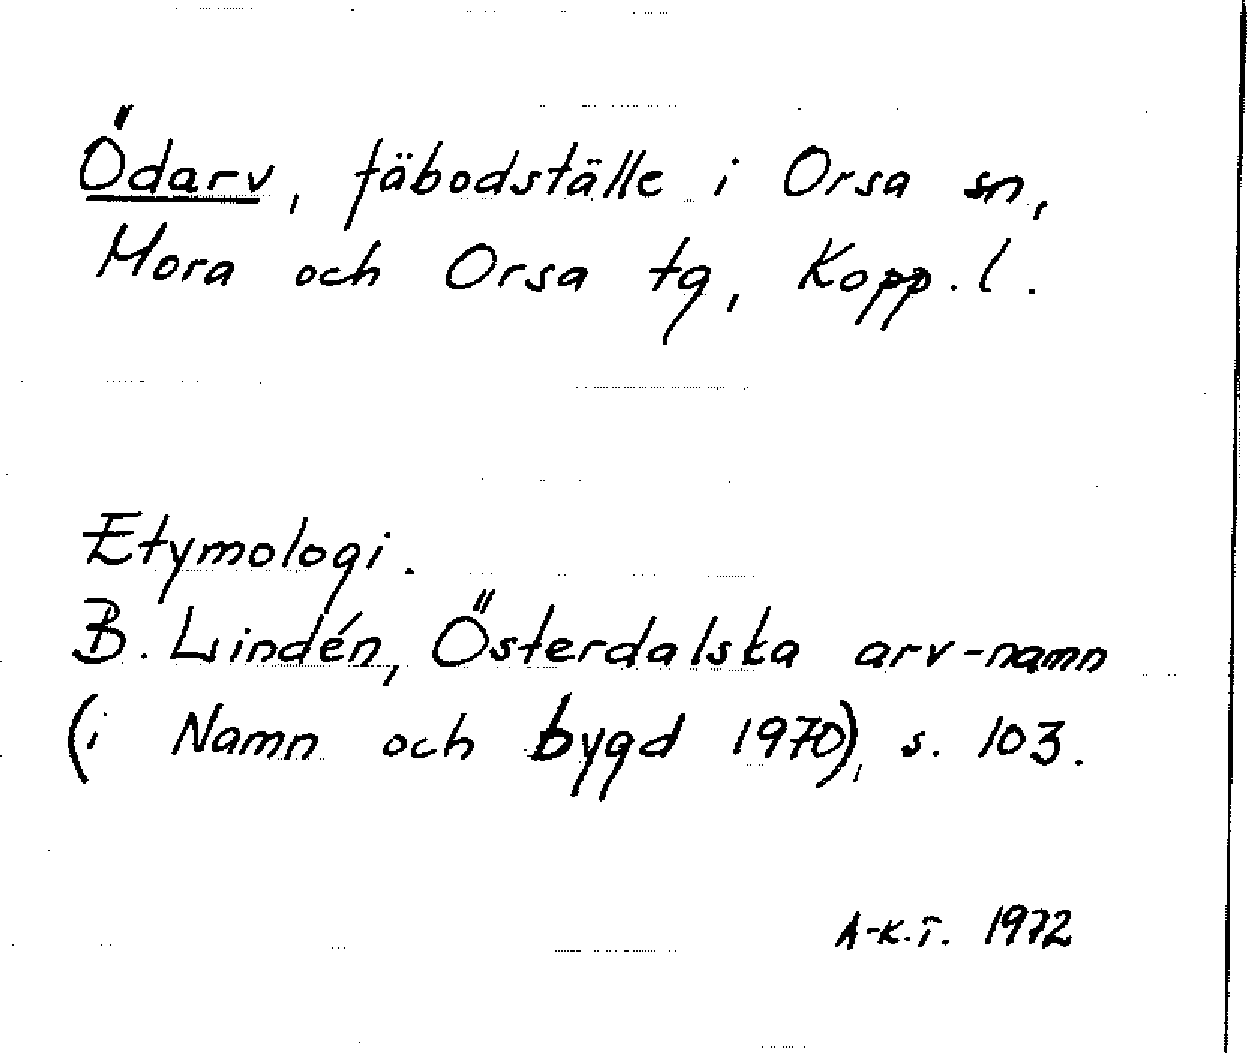 Ödarv, fäbodställe i Orsa sn,
Mora och Orsa tg, Kopp.l.
Etymologi.
B. Lindén, Österdalska arv-namn
(i Namn och bygd 1970), s. 103.
A-K.T. 1972